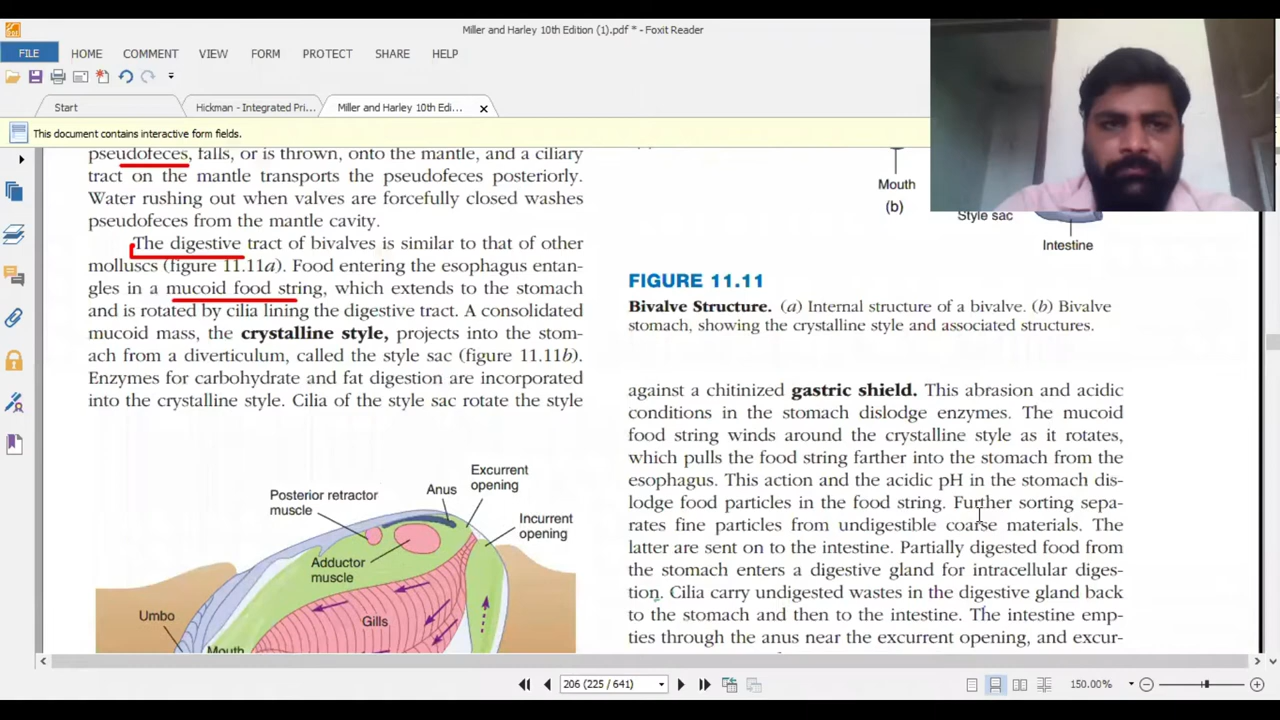 Miller and Harley 10th Edition (1).pdf * - Foxit Reader
FILE HOME COMMENT VIEW FORM PROTECT SHARE HELP
Start Hickman - Integrated Pri... Miller and Harley 10th Edi...
This document contains interactive form fields.
pseudofeces, falls, or is thrown, onto the mantle, and a ciliary
tract on the mantle transports the pseudofeces posteriorly.
Water rushing out when valves are forcefully closed washes
pseudofeces from the mantle cavity.
The digestive tract of bivalves is similar to that of other
molluscs (figure 11.11a). Food entering the esophagus entan-
gles in a mucoid food string, which extends to the stomach
and is rotated by cilia lining the digestive tract. A consolidated
mucoid mass, the crystalline style, projects into the stom-
ach from a diverticulum, called the style sac (figure 11.11b).
Enzymes for carbohydrate and fat digestion are incorporated
into the crystalline style. Cilia of the style sac rotate the style
Posterior retractor
muscle
Anus
Excurrent
opening
Incurrent
opening
Adductor
muscle
Umbo
Gills
Mouth
Mouth
(b)
Style sac
Intestine
FIGURE 11.11
Bivalve Structure. (a) Internal structure of a bivalve. (b) Bivalve
stomach, showing the crystalline style and associated structures.
against a chitinized gastric shield. This abrasion and acidic
conditions in the stomach dislodge enzymes. The mucoid
food string winds around the crystalline style as it rotates,
which pulls the food string farther into the stomach from the
esophagus. This action and the acidic pH in the stomach dis-
lodge food particles in the food string. Further sorting sepa-
rates fine particles from undigestible coarse materials. The
latter are sent on to the intestine. Partially digested food from
the stomach enters a digestive gland for intracellular diges-
tion. Cilia carry undigested wastes in the digestive gland back
to the stomach and then to the intestine. The intestine emp-
ties through the anus near the excurrent opening, and excur-
206 (225 / 641)
150.00%